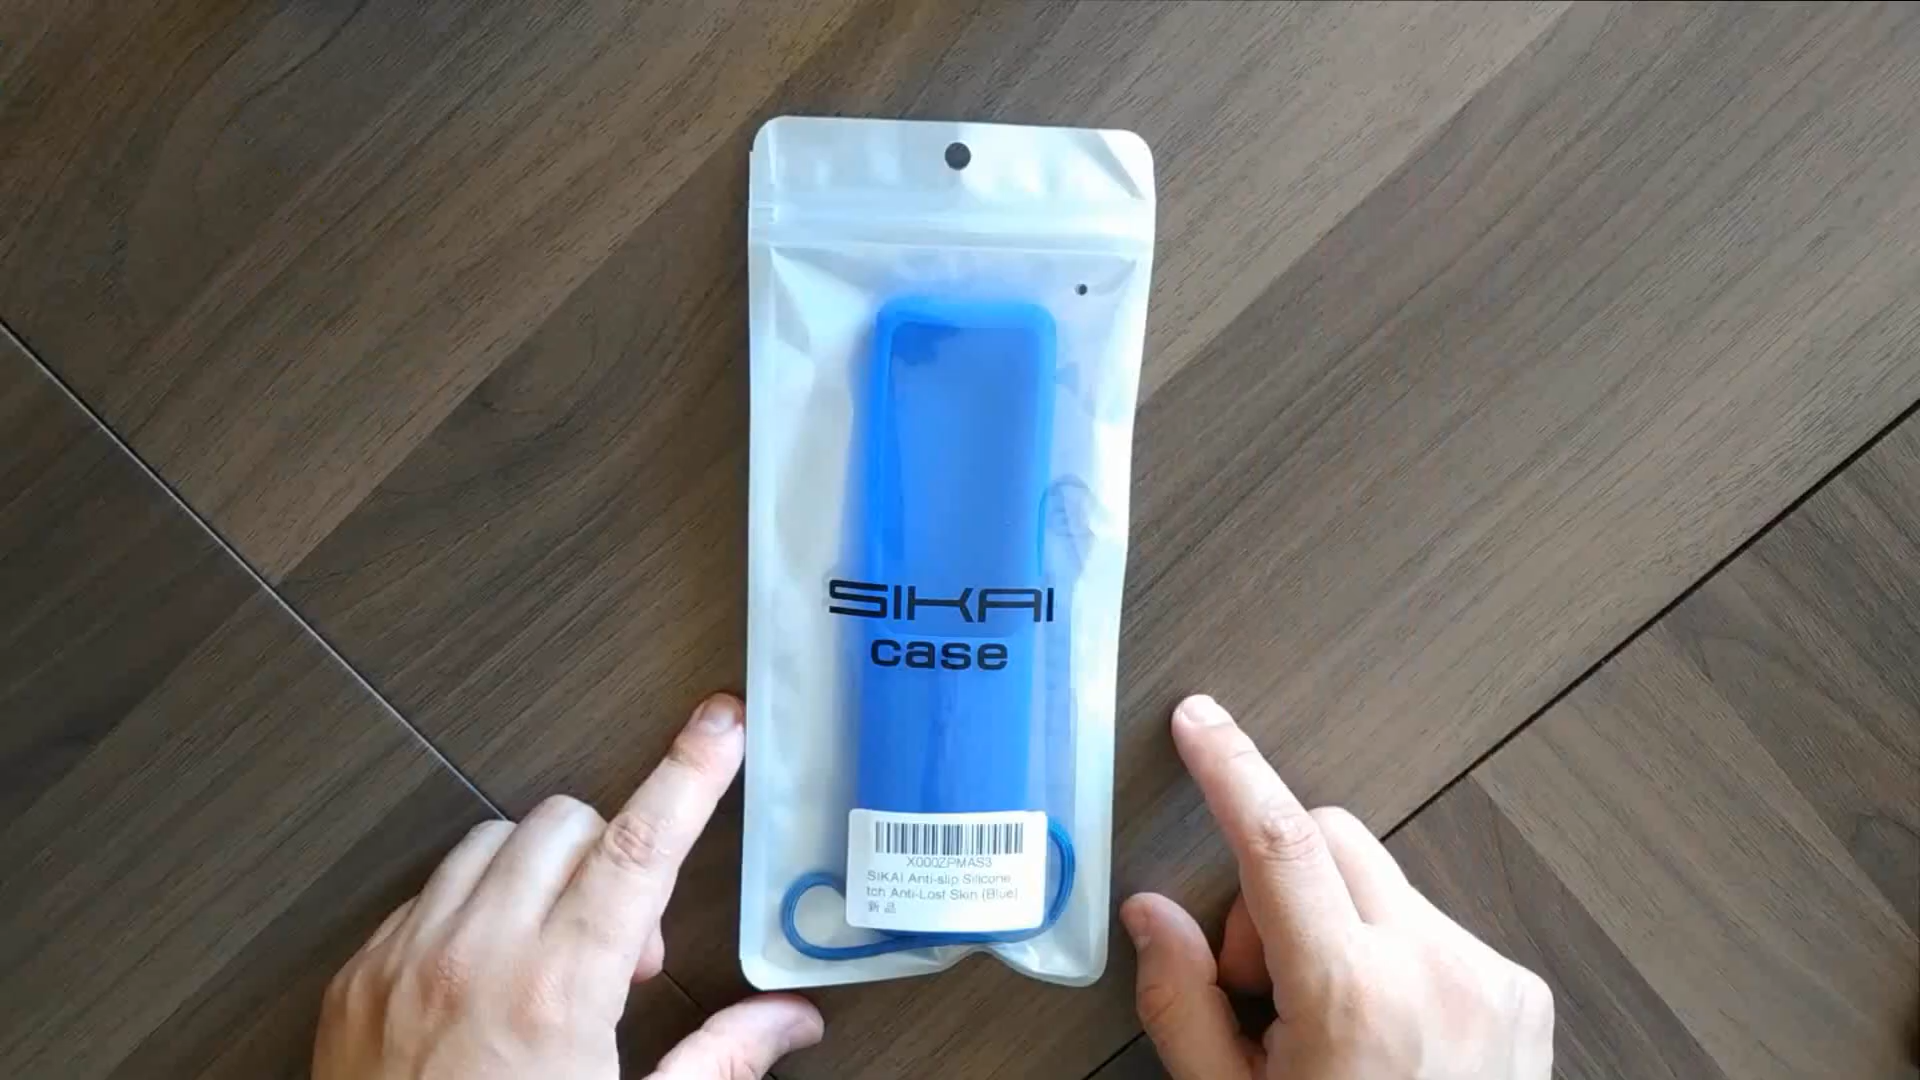 SIKAI
case
X000ZPMAS3
SIKAI Anti-slip Silicone
tch Anti-Lost Skin (Blue)
新品